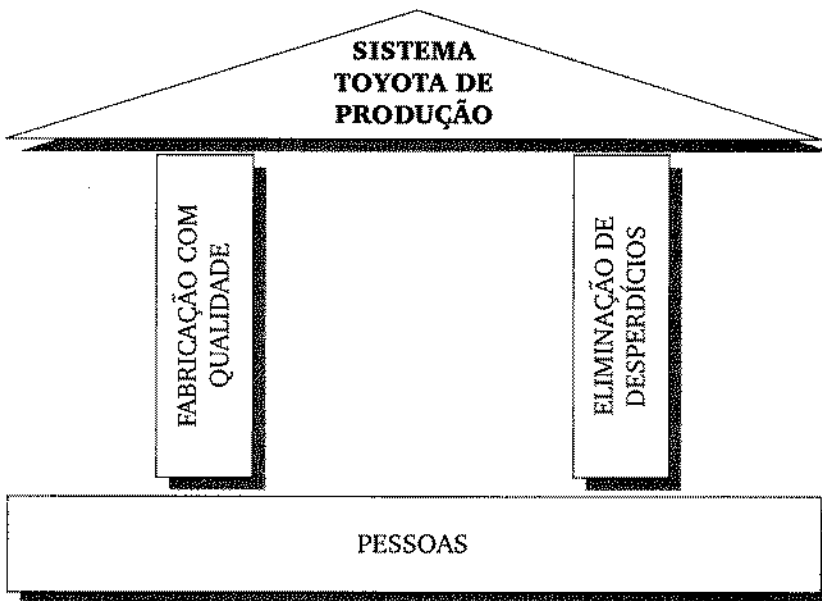 SISTEMA
TOYOTA DE
PRODUÇÃO
FABRICAÇÃO COM
QUALIDADE
ELIMINAÇÃO DE
DESPERDÍCIOS
PESSOAS